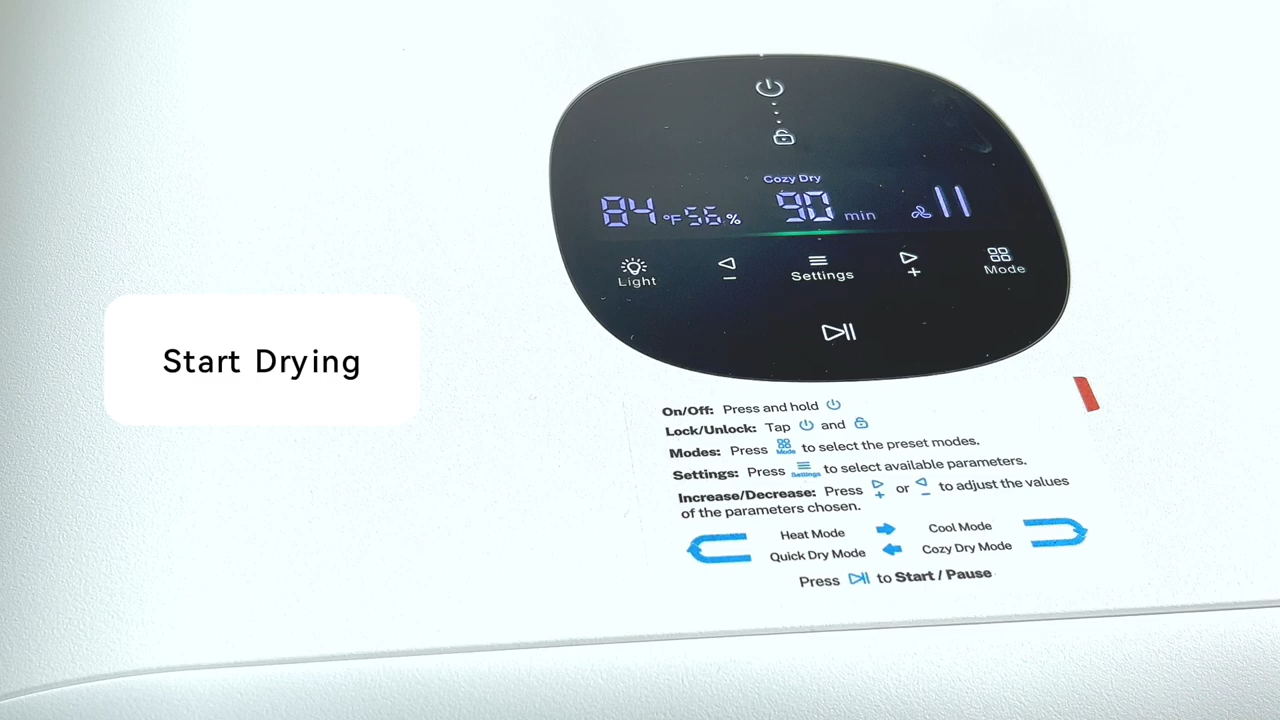 Cozy Dry
84 °F 56 % 90 min
Light
Settings
Mode
Start Drying
On/Off: Press and hold
Lock/Unlock: Tap and
Modes: Press Mode to select the preset modes.
Settings: Press Settings to select available parameters.
Increase/Decrease: Press + or − to adjust the values
of the parameters chosen.
Heat Mode Cool Mode
Quick Dry Mode Cozy Dry Mode
Press to Start / Pause